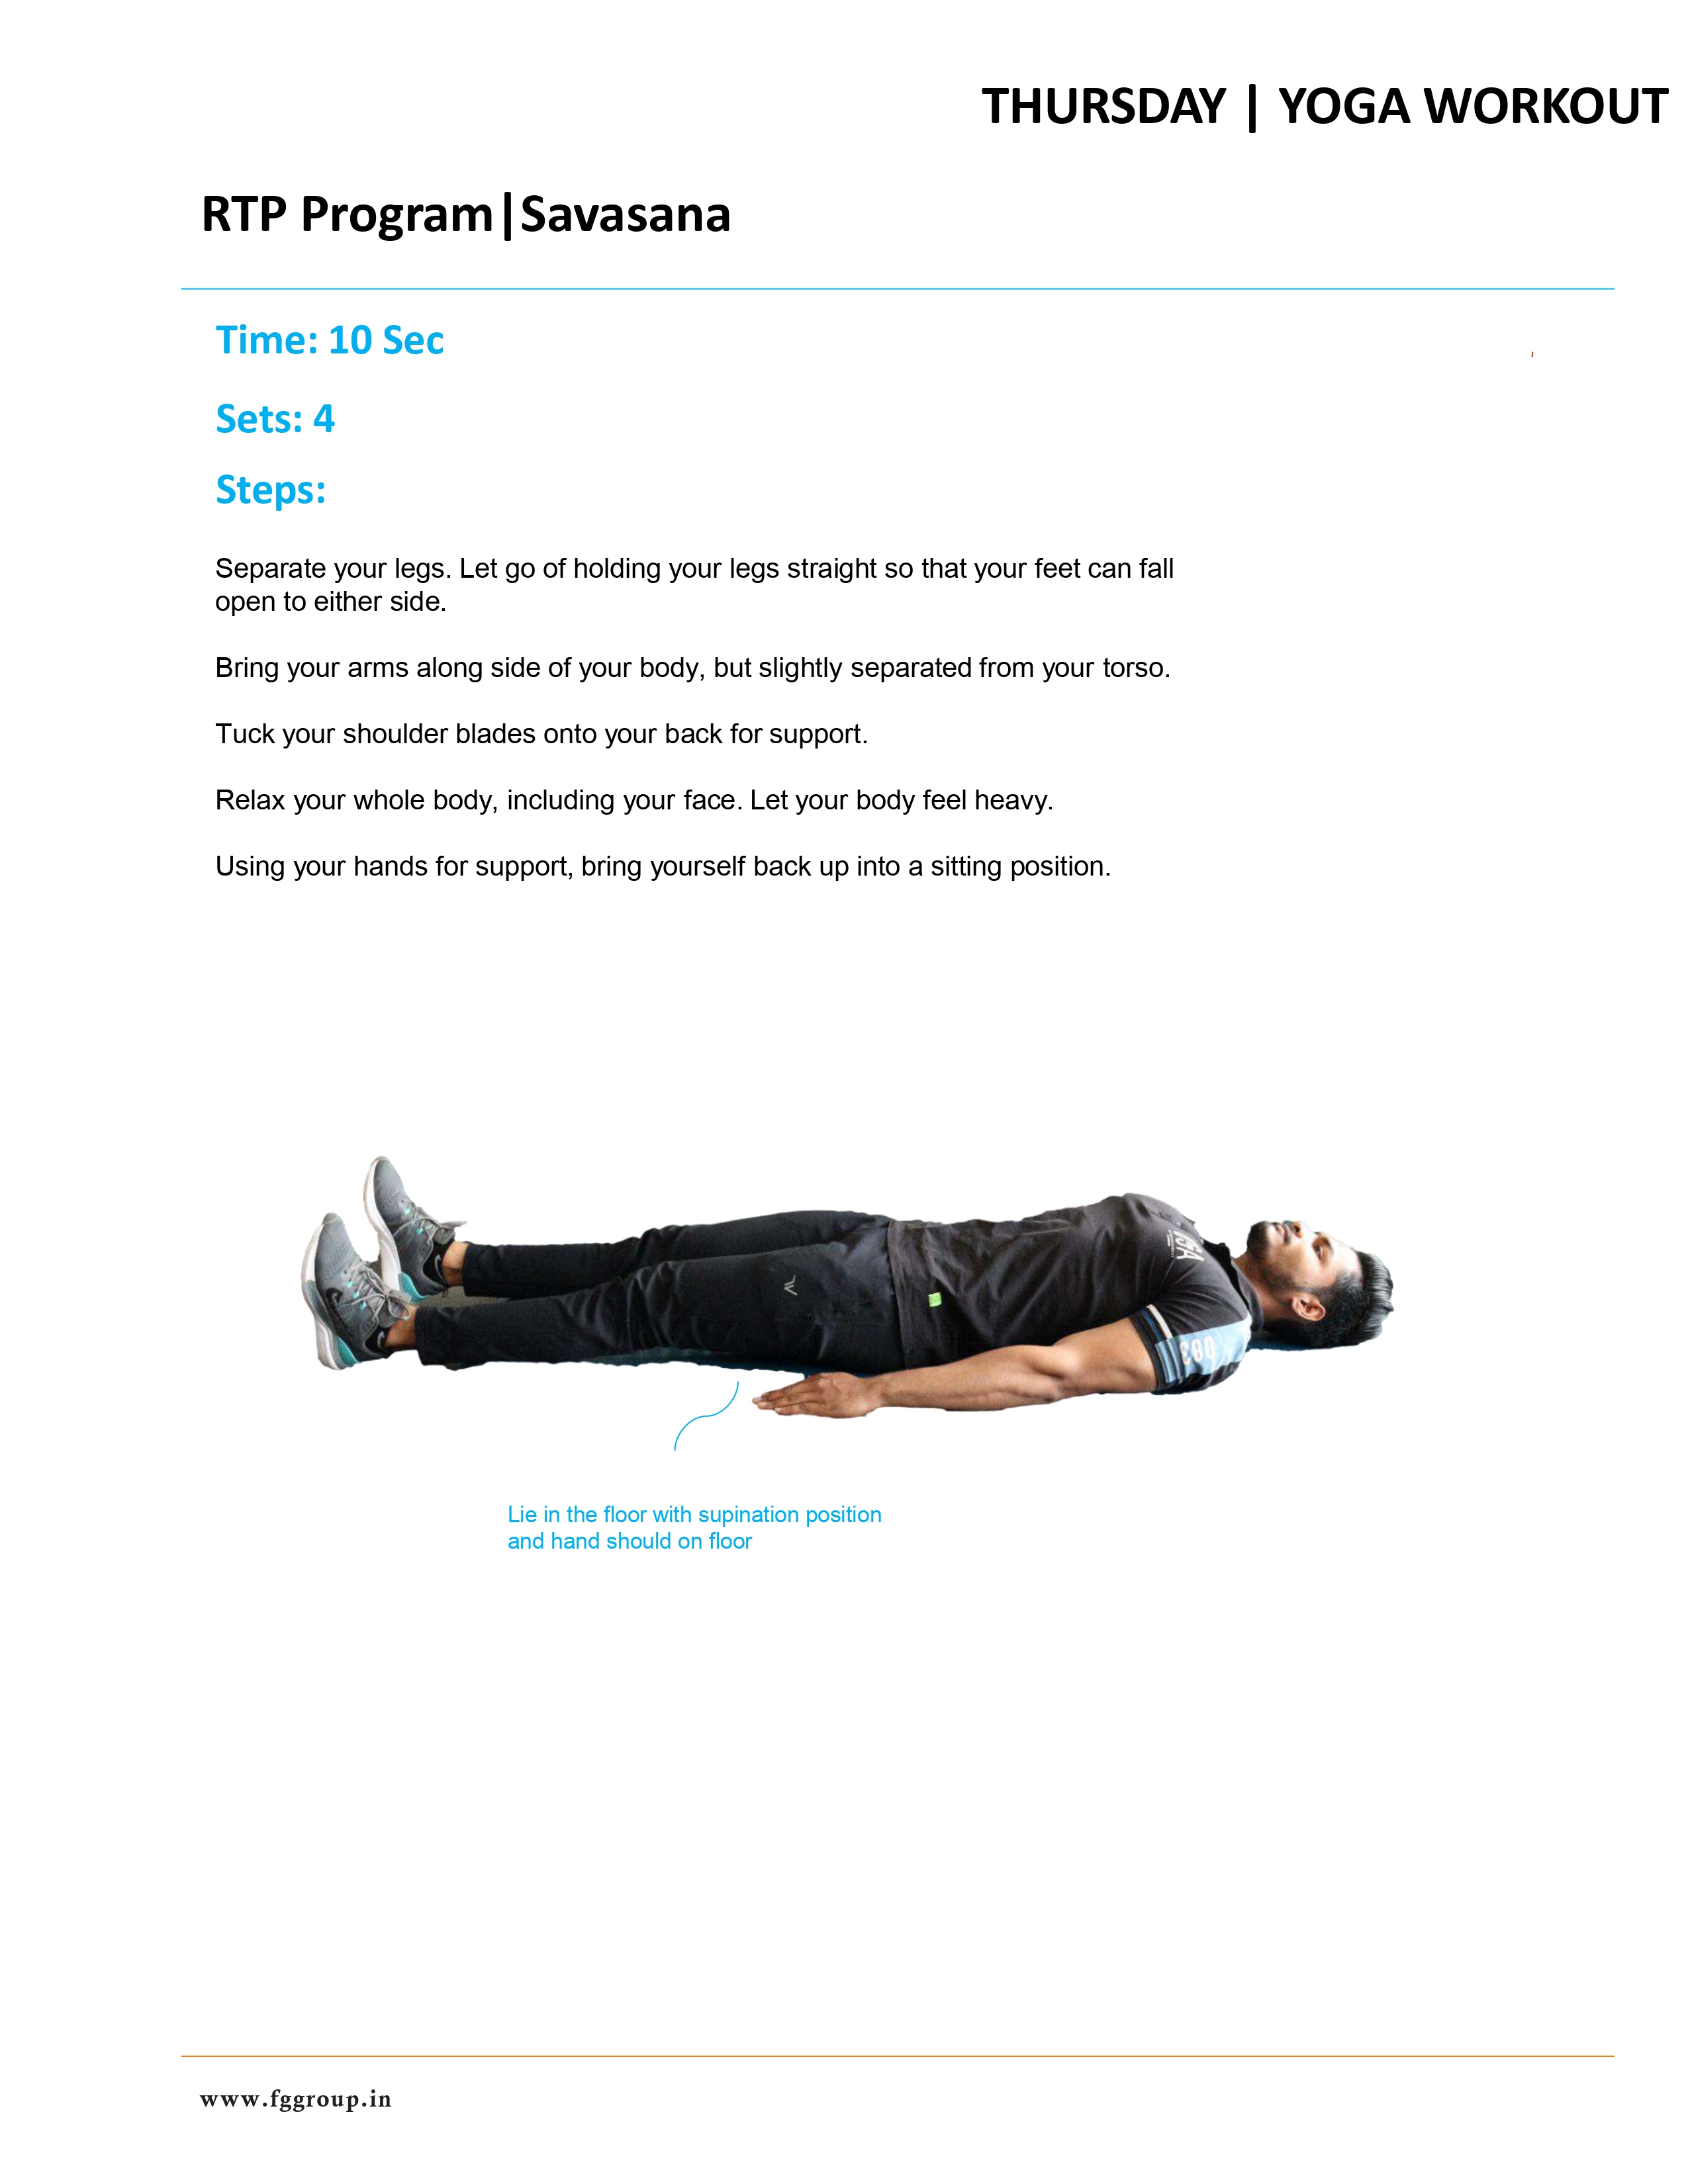 THURSDAY | YOGA WORKOUT
RTP Program|Savasana
Time: 10 Sec
Sets: 4
Steps:
Separate your legs. Let go of holding your legs straight so that your feet can fall
open to either side.
Bring your arms along side of your body, but slightly separated from your torso.
Tuck your shoulder blades onto your back for support.
Relax your whole body, including your face. Let your body feel heavy.
Using your hands for support, bring yourself back up into a sitting position.
Lie in the floor with supination position
and hand should on floor
www.fggroup.in